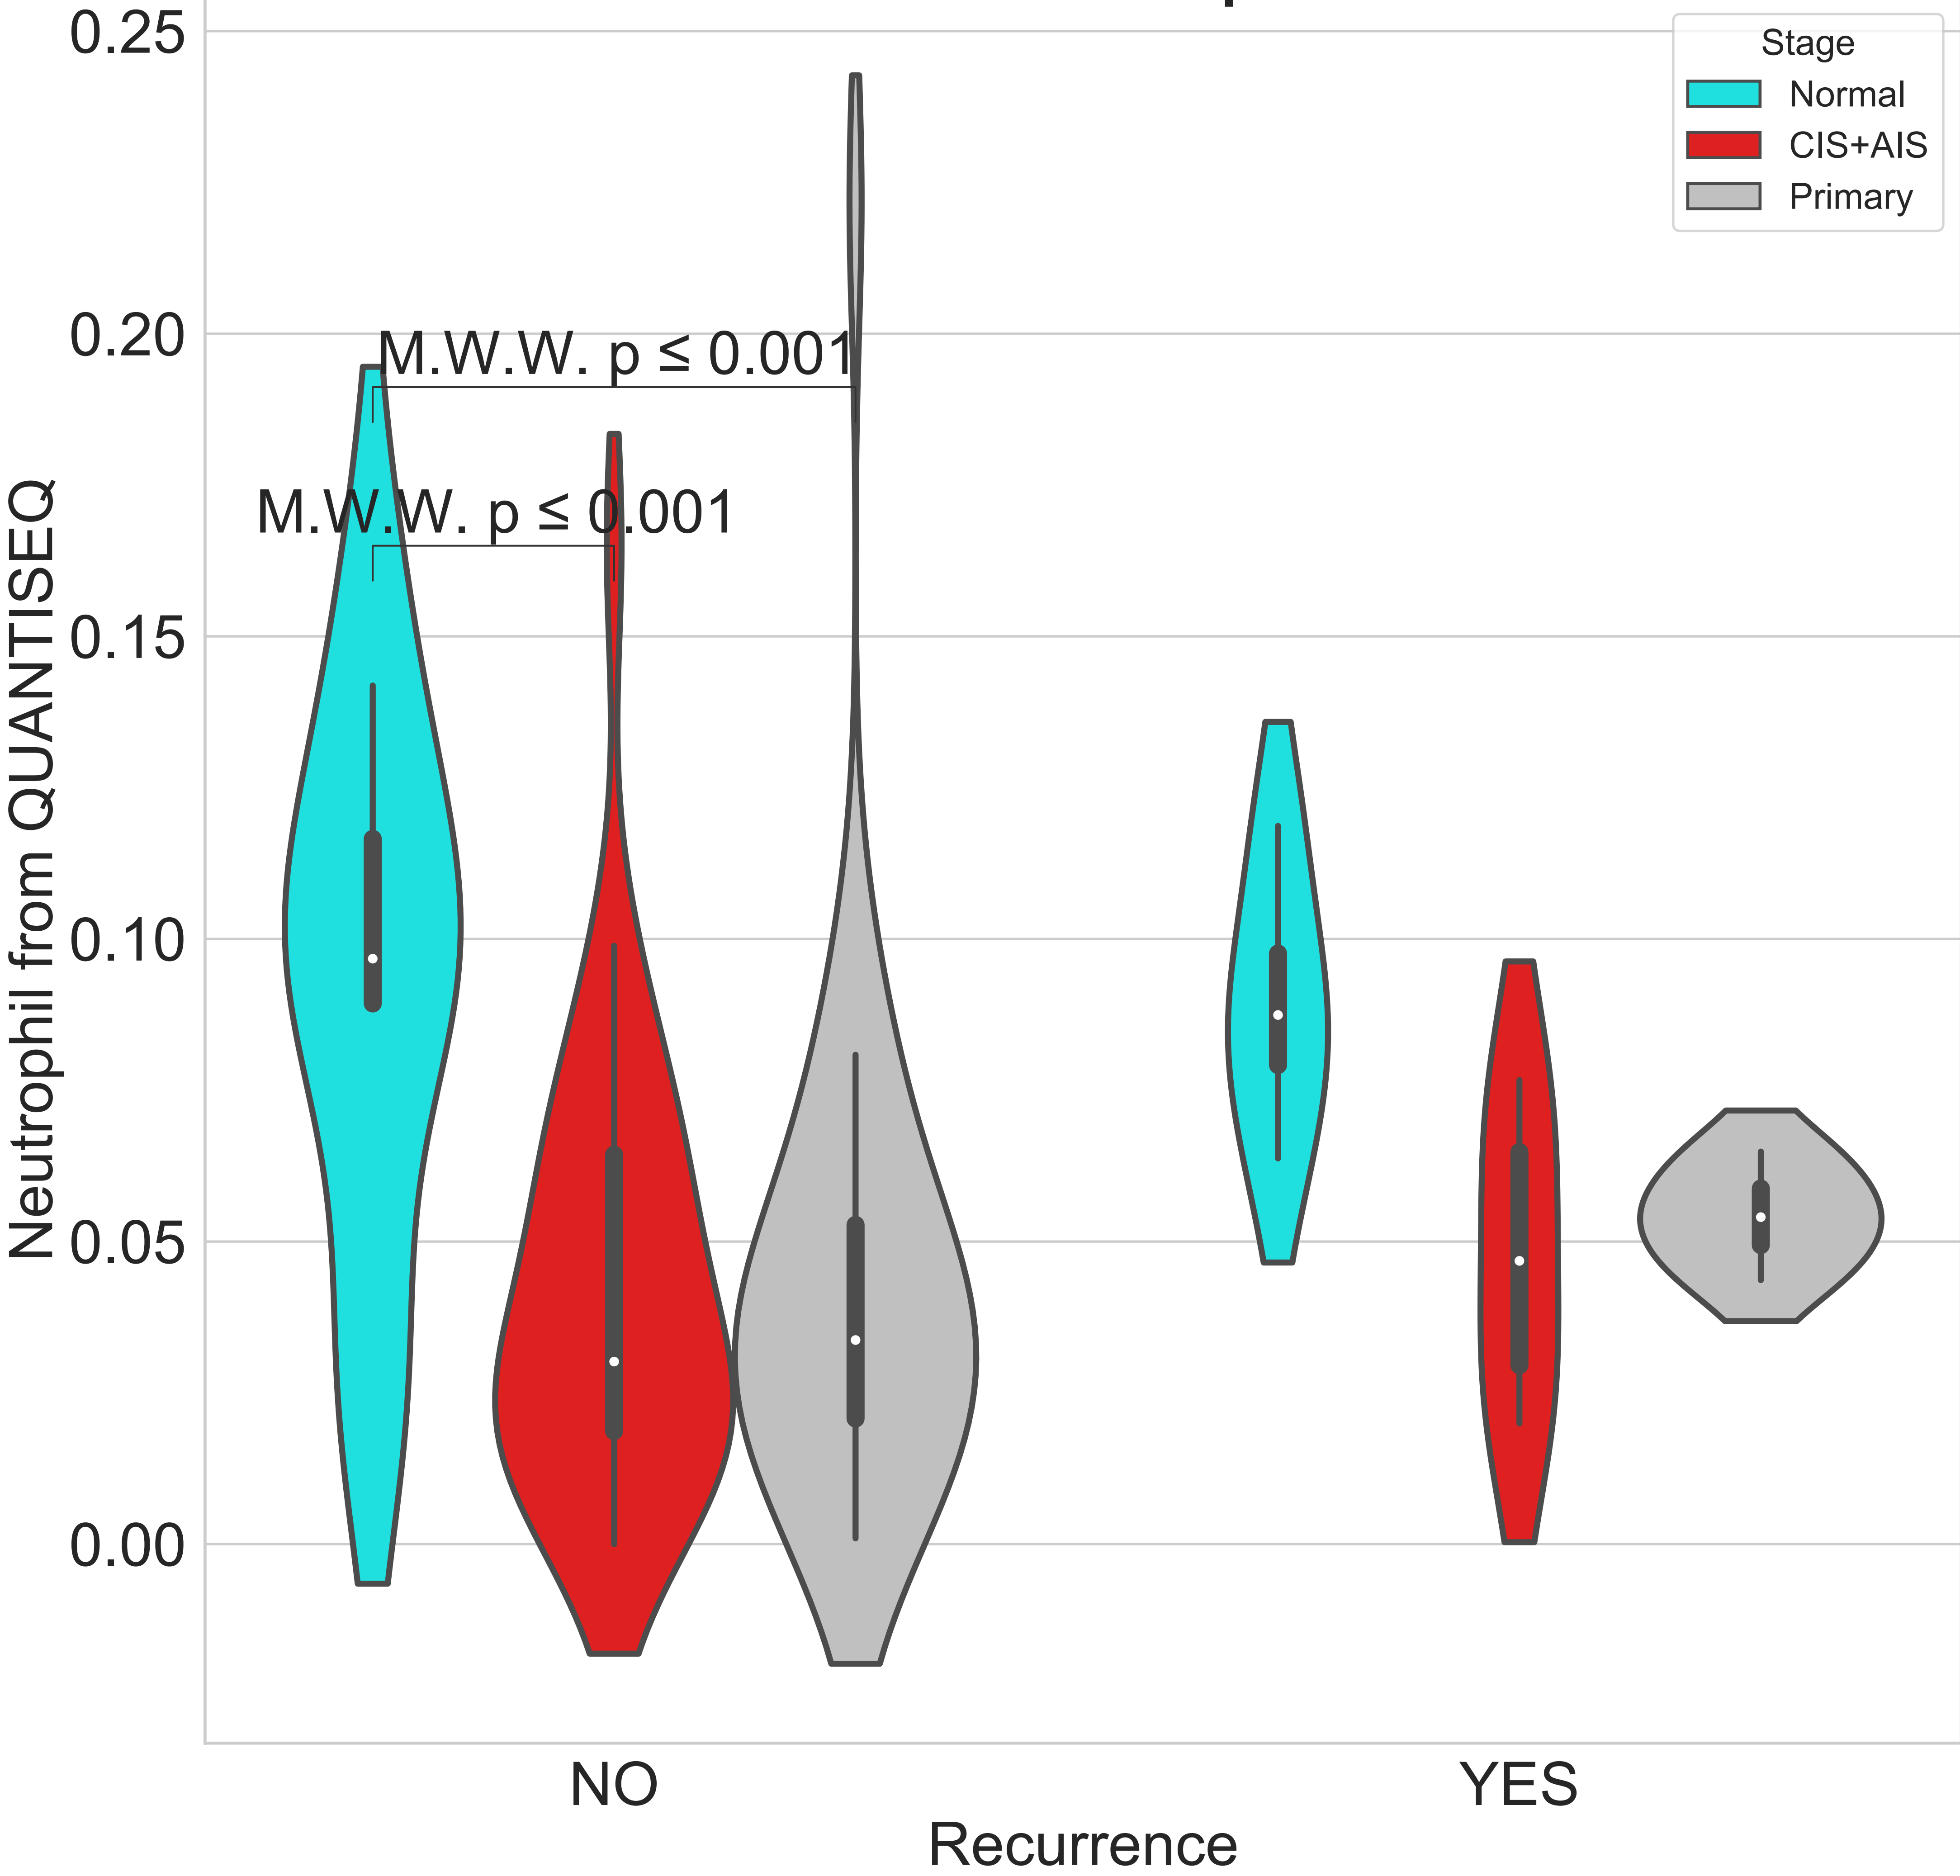 0.25
0.20
0.15
0.10
0.05
0.00
Neutrophil from QUANTISEQ
Stage
Normal
CIS+AIS
Primary
M.W.W. p ≤ 0.001
M.W.W. p ≤ 0.001
NO
YES
Recurrence